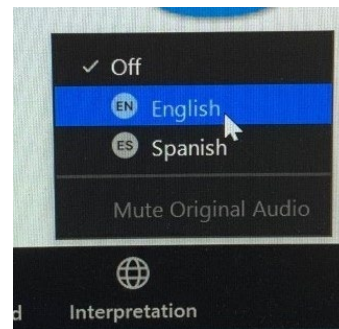 ✓ Off
EN English
ES Spanish
Mute Original Audio
d Interpretation